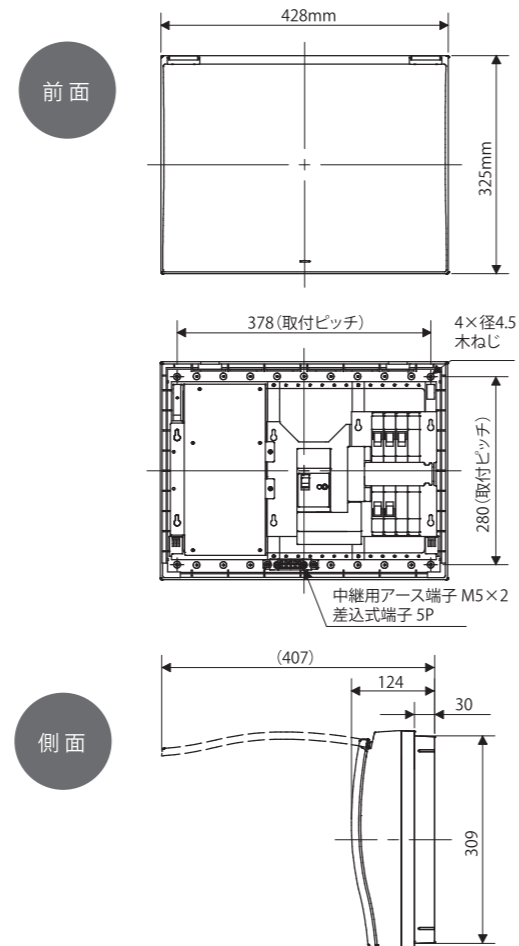 428mm
前面
325mm
378(取付ピッチ)
4×径4.5
木ねじ
280(取付ピッチ)
中継用アース端子 M5×2
差込式端子 5P
(407)
124
30
側面
309